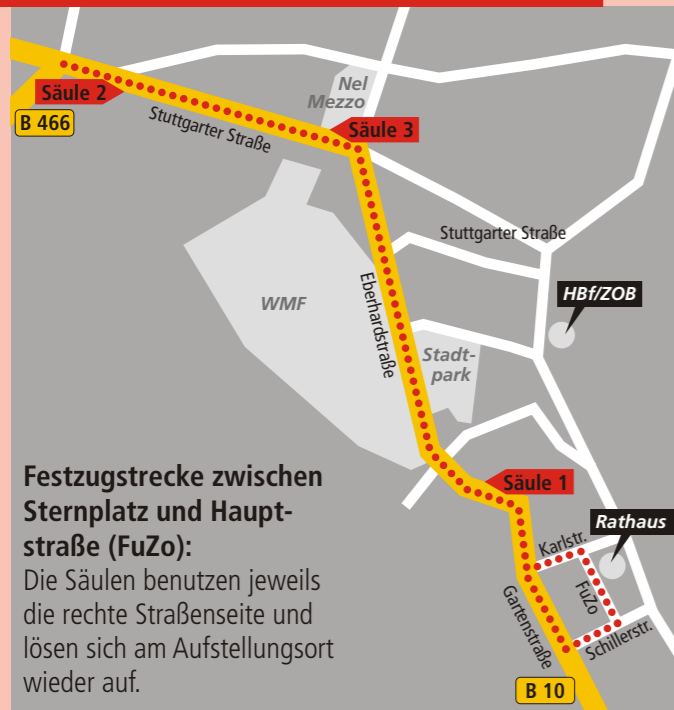 Nel
Mezzo
Säule 2
B 466
Stuttgarter Straße
Säule 3
Stuttgarter Straße
WMF
Eberhardstraße
HBf/ZOB
Stadt-
park
Festzugstrecke zwischen
Sternplatz und Haupt-
straße (FuZo):
Die Säulen benutzen jeweils
die rechte Straßenseite und
lösen sich am Aufstellungsort
wieder auf.
Säule 1
Rathaus
Karlstr.
FuZo
Gartenstraße
Schillerstr.
B 10